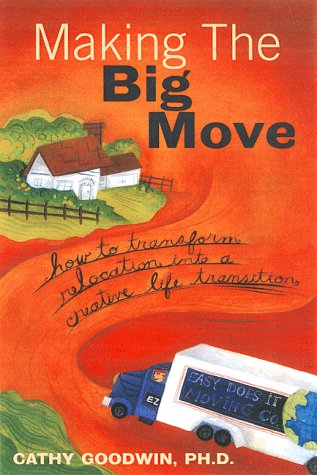 Making The
Big
Move
how to transform
relocation into a
creative life transition
EASY DOES IT
MOVING CO.
EZ
CATHY GOODWIN, PH.D.